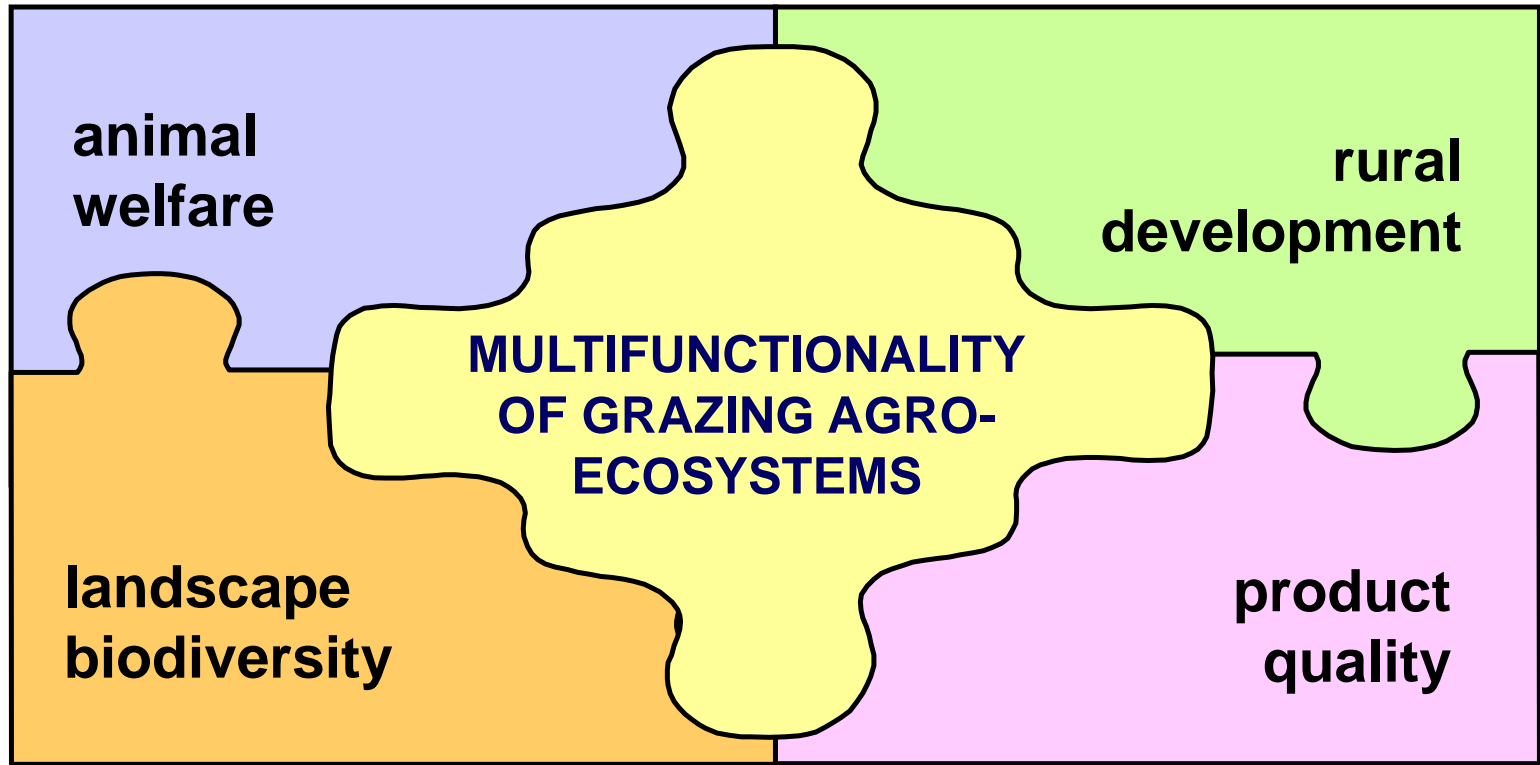 animal
welfare
rural
development
MULTIFUNCTIONALITY
OF GRAZING AGRO-
ECOSYSTEMS
landscape
biodiversity
product
quality